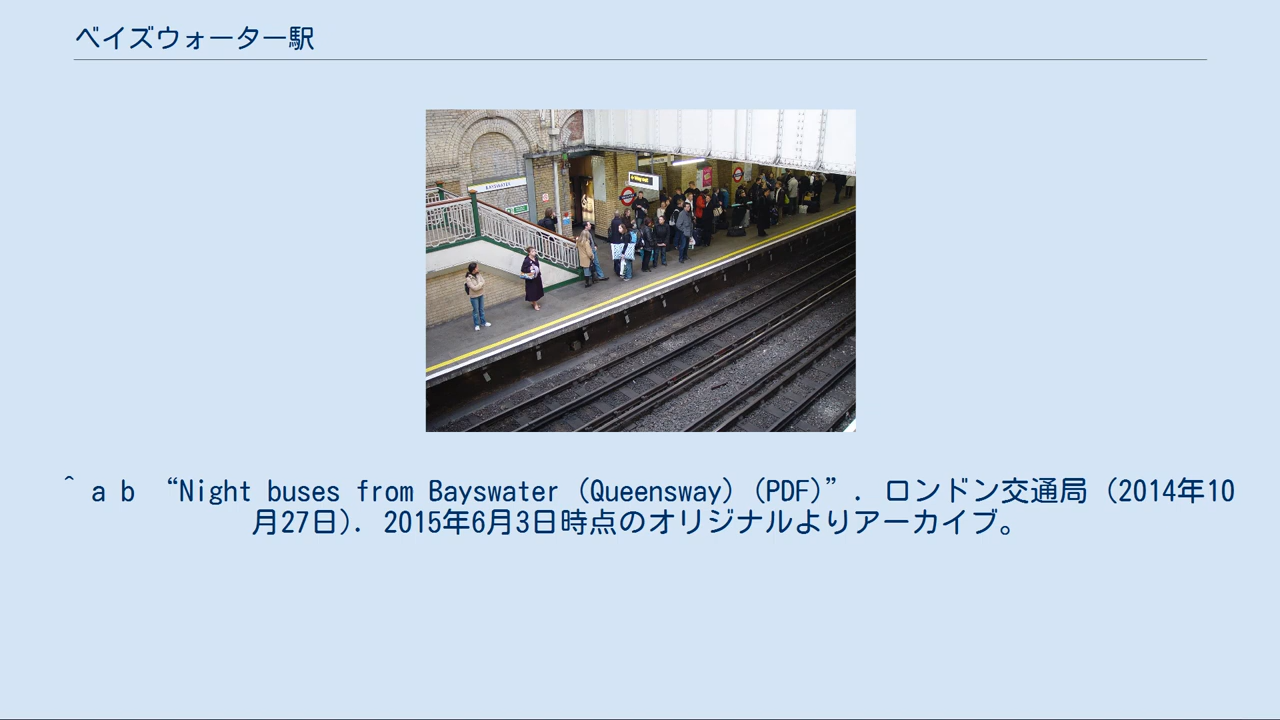 ベイズウォーター駅
BAYSWATER
^ a b “Night buses from Bayswater (Queensway) (PDF)”. ロンドン交通局 (2014年10
月27日). 2015年6月3日時点のオリジナルよりアーカイブ。